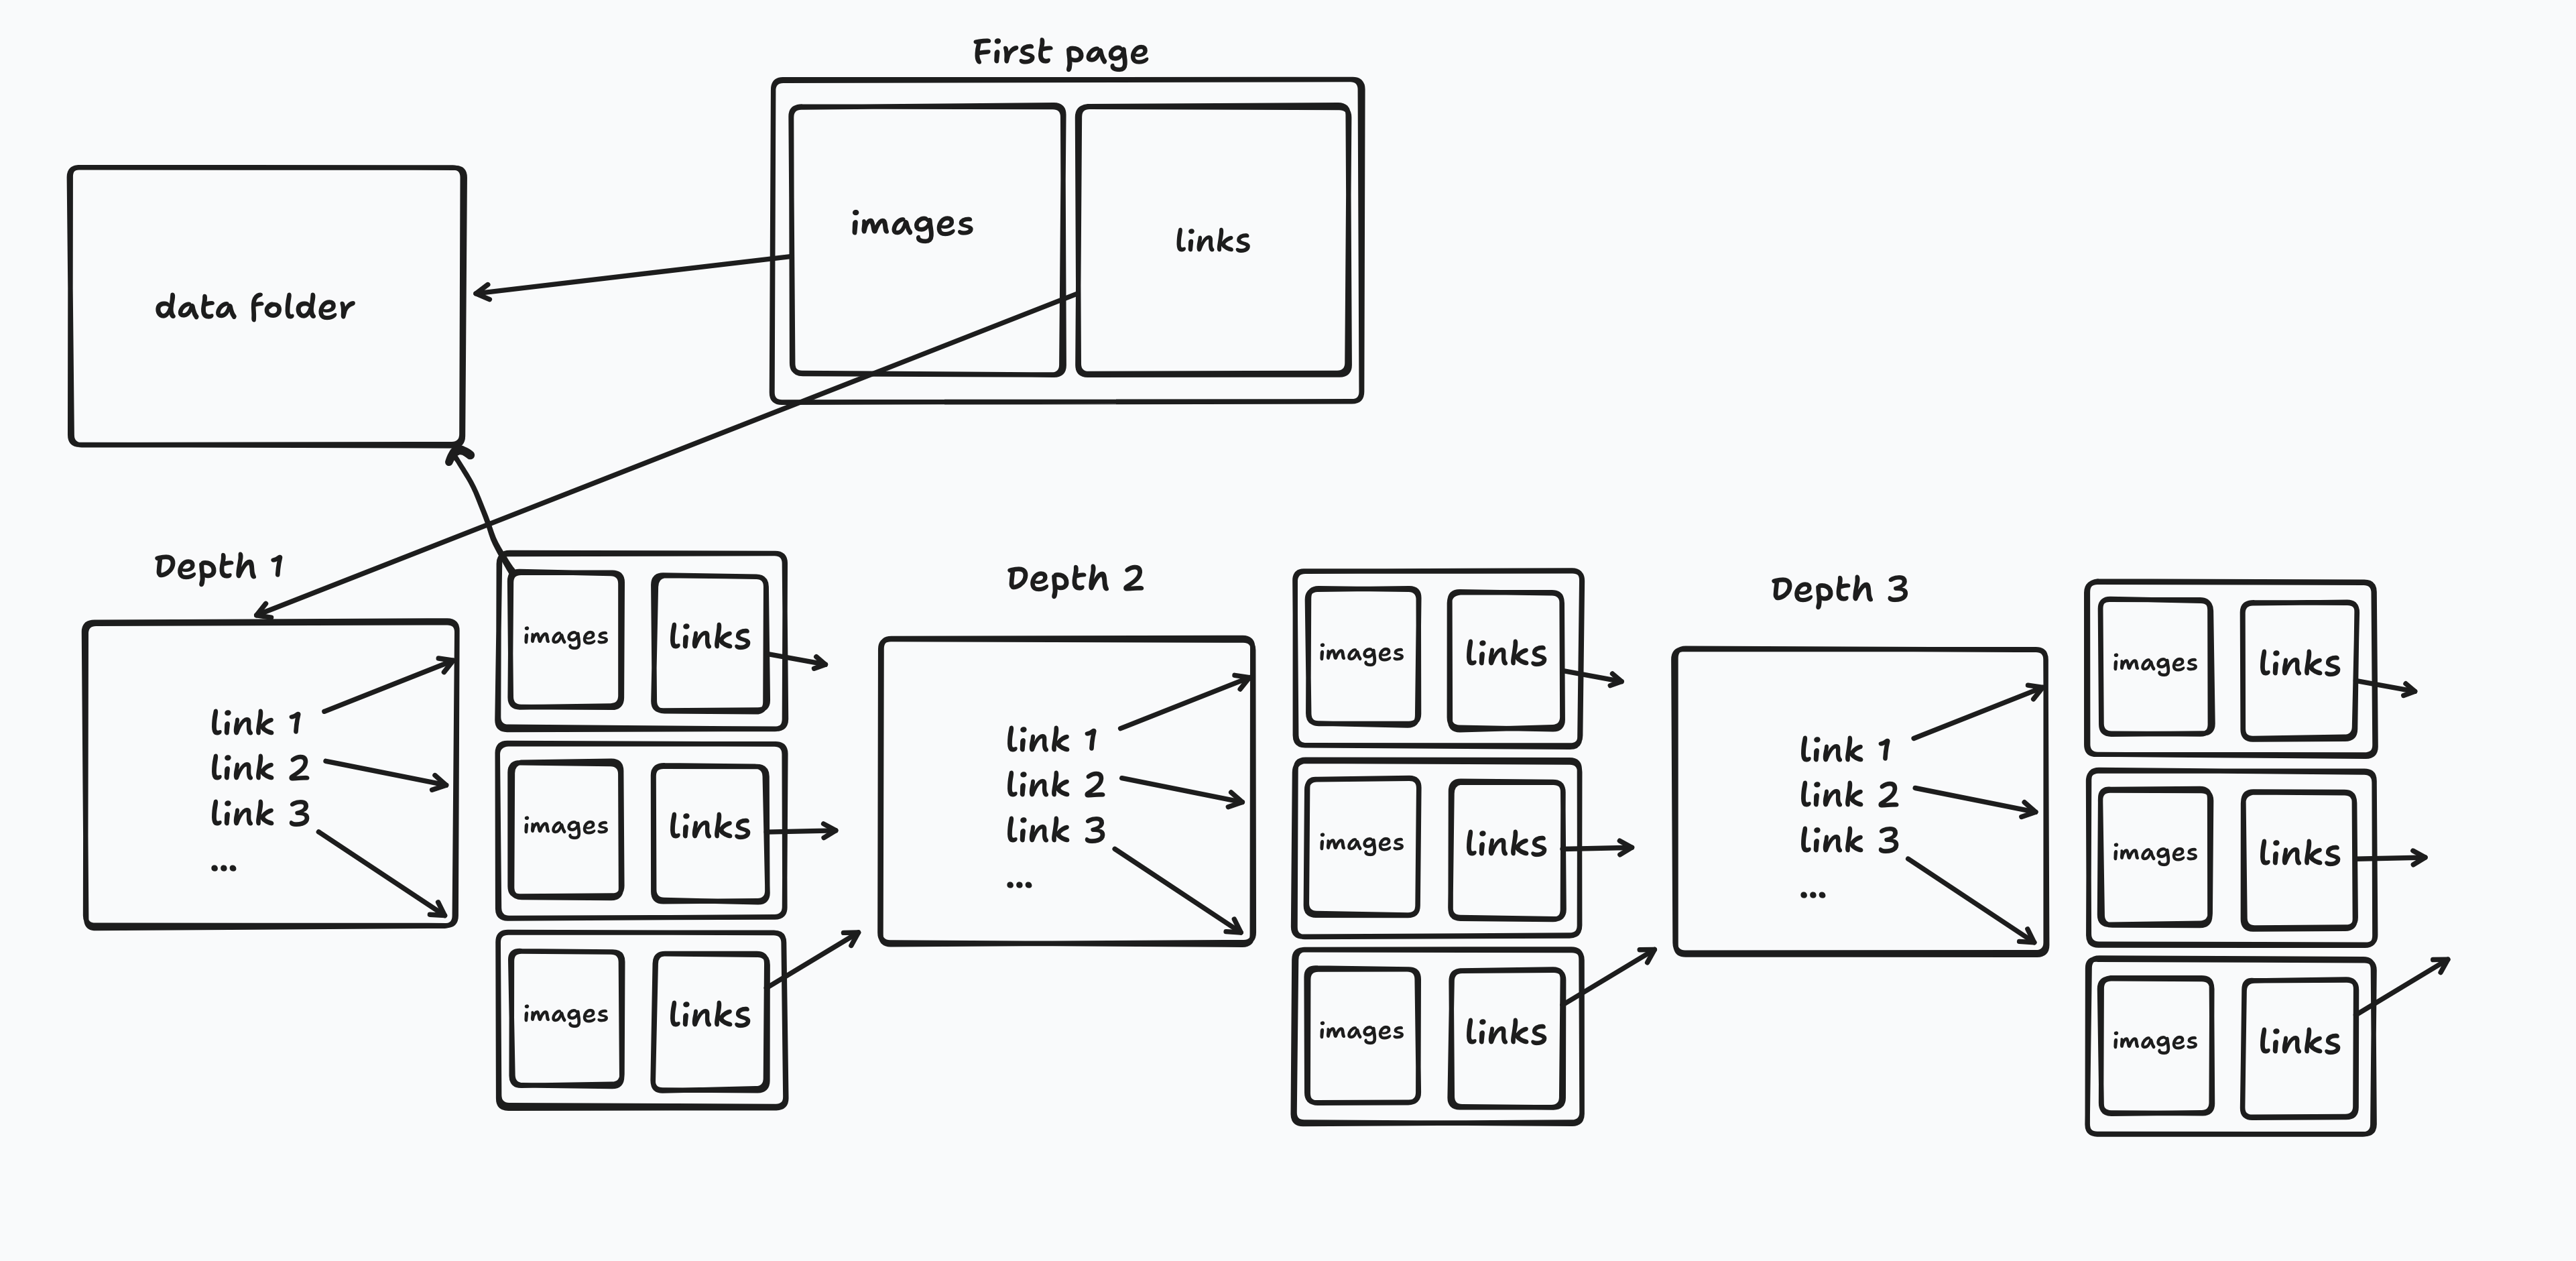 First page
images
links
data folder
Depth 1
link 1
link 2
link 3
...
images
links
images
links
images
links
Depth 2
link 1
link 2
link 3
...
images
links
images
links
images
links
Depth 3
link 1
link 2
link 3
...
images
links
images
links
images
links